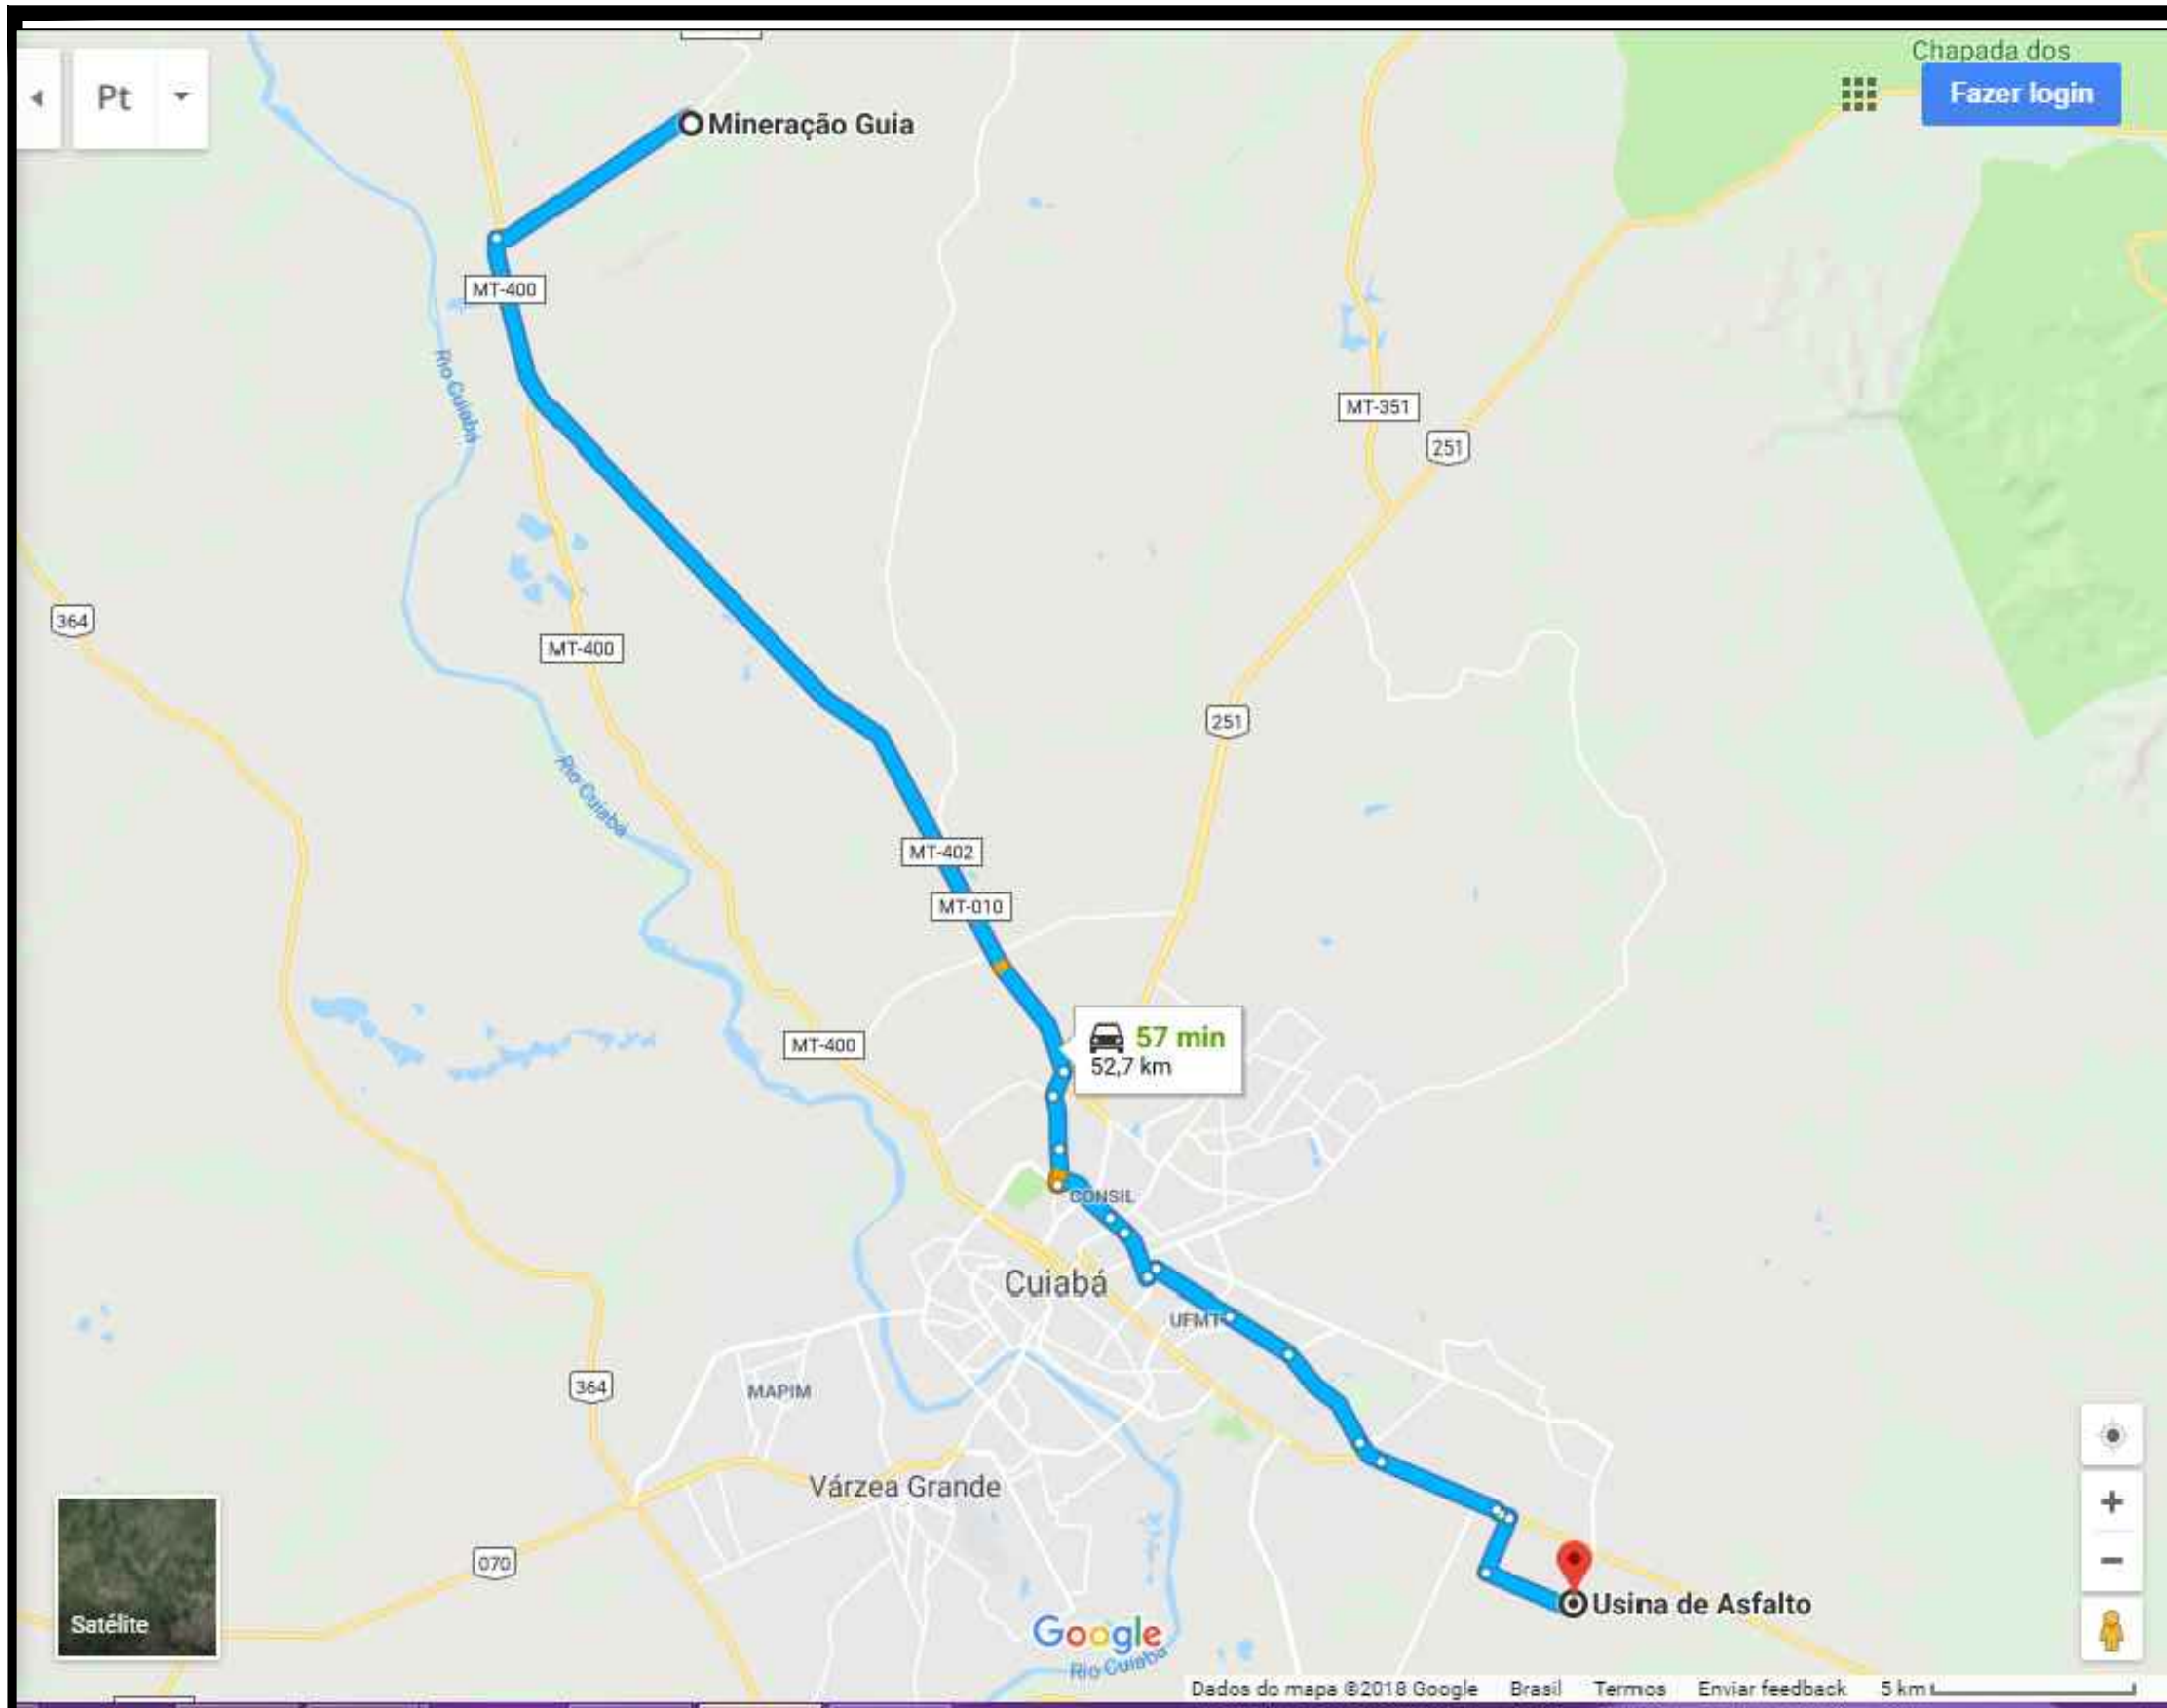 Chapada dos
Pt
Fazer login
Mineração Guia
MT-400
Rio Cuiabá
MT-351
251
364
MT-400
251
Rio Cuiabá
MT-402
MT-010
57 min
52,7 km
MT-400
CONSIL
Cuiabá
UFMT
364
MAPIM
Várzea Grande
070
Usina de Asfalto
Satélite
Google
Rio Cuiabá
Dados do mapa ©2018 Google Brasil Termos Enviar feedback 5 km